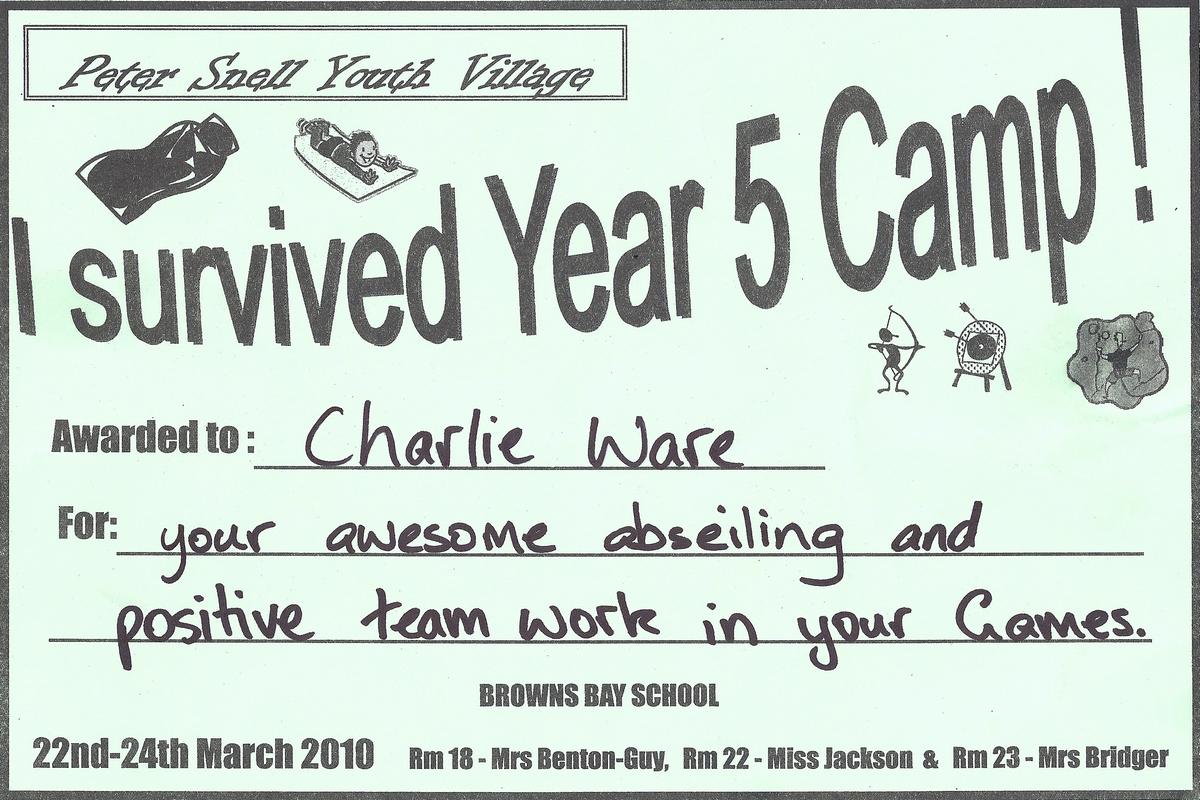 Peter Snell Youth Village
I survived Year 5 Camp !
Awarded to : Charlie Ware
For: your awesome abseiling and
positive team work in your Games.
BROWNS BAY SCHOOL
22nd-24th March 2010 Rm 18 - Mrs Benton-Guy, Rm 22 - Miss Jackson & Rm 23 - Mrs Bridger